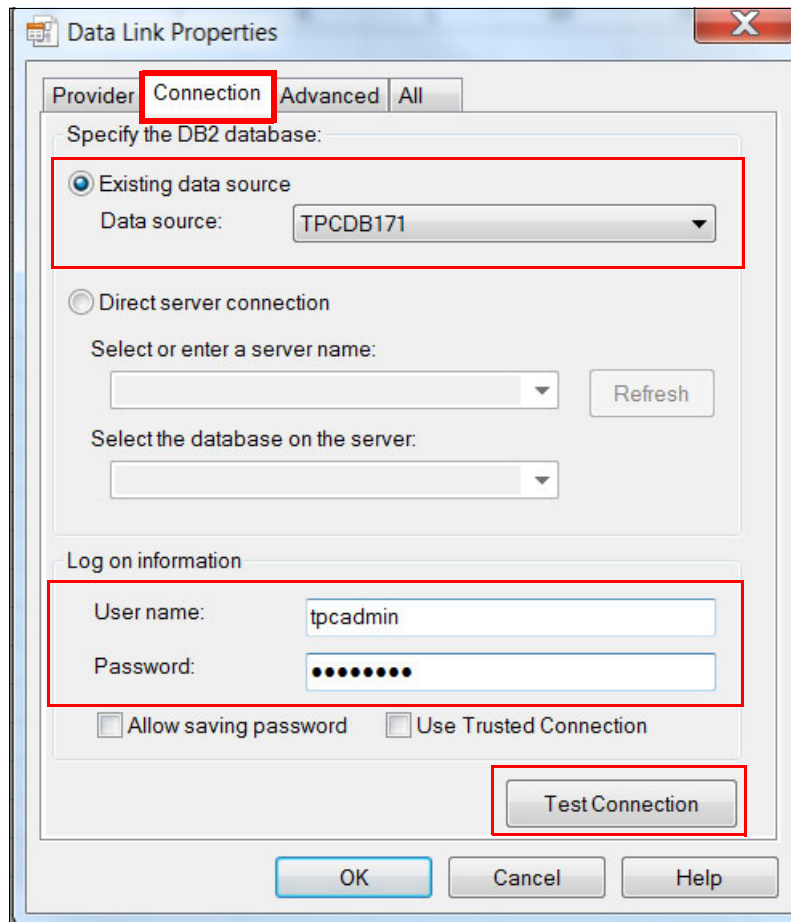 Data Link Properties
Provider Connection Advanced All
Specify the DB2 database:
Existing data source
Data source: TPCDB171
Direct server connection
Select or enter a server name:
Refresh
Select the database on the server:
Log on information
User name: tpcadmin
Password: ●●●●●●●●
Allow saving password Use Trusted Connection
Test Connection
OK Cancel Help